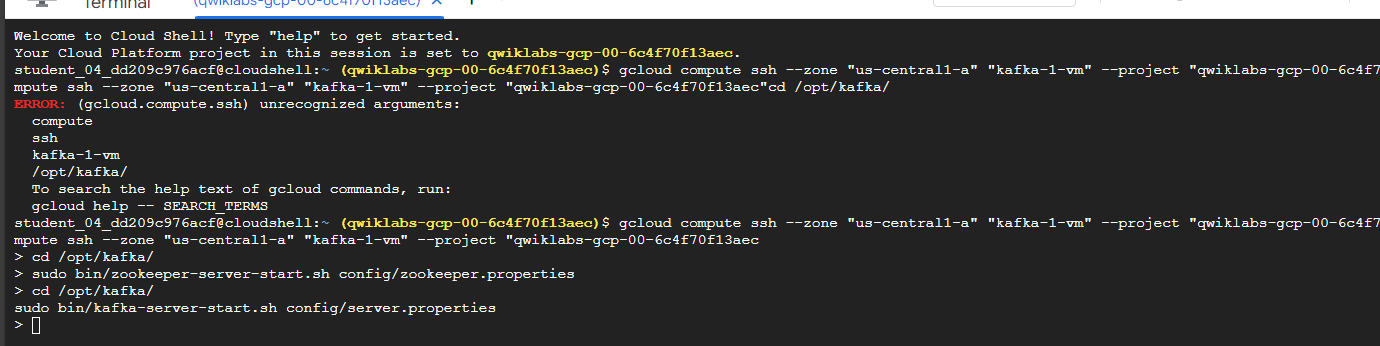 Terminal
(qwiklabs-gcp-00-6c4f70f13aec) ×
Welcome to Cloud Shell! Type "help" to get started.
Your Cloud Platform project in this session is set to qwiklabs-gcp-00-6c4f70f13aec.
student_04_dd209c976acf@cloudshell:~ (qwiklabs-gcp-00-6c4f70f13aec)$ gcloud compute ssh --zone "us-central1-a" "kafka-1-vm" --project "qwiklabs-gcp-00-6c4f7
mpute ssh --zone "us-central1-a" "kafka-1-vm" --project "qwiklabs-gcp-00-6c4f70f13aec"cd /opt/kafka/
ERROR: (gcloud.compute.ssh) unrecognized arguments:
compute
ssh
kafka-1-vm
/opt/kafka/
To search the help text of gcloud commands, run:
gcloud help -- SEARCH_TERMS
student_04_dd209c976acf@cloudshell:~ (qwiklabs-gcp-00-6c4f70f13aec)$ gcloud compute ssh --zone "us-central1-a" "kafka-1-vm" --project "qwiklabs-gcp-00-6c4f7
mpute ssh --zone "us-central1-a" "kafka-1-vm" --project "qwiklabs-gcp-00-6c4f70f13aec
> cd /opt/kafka/
> sudo bin/zookeeper-server-start.sh config/zookeeper.properties
> cd /opt/kafka/
sudo bin/kafka-server-start.sh config/server.properties
>